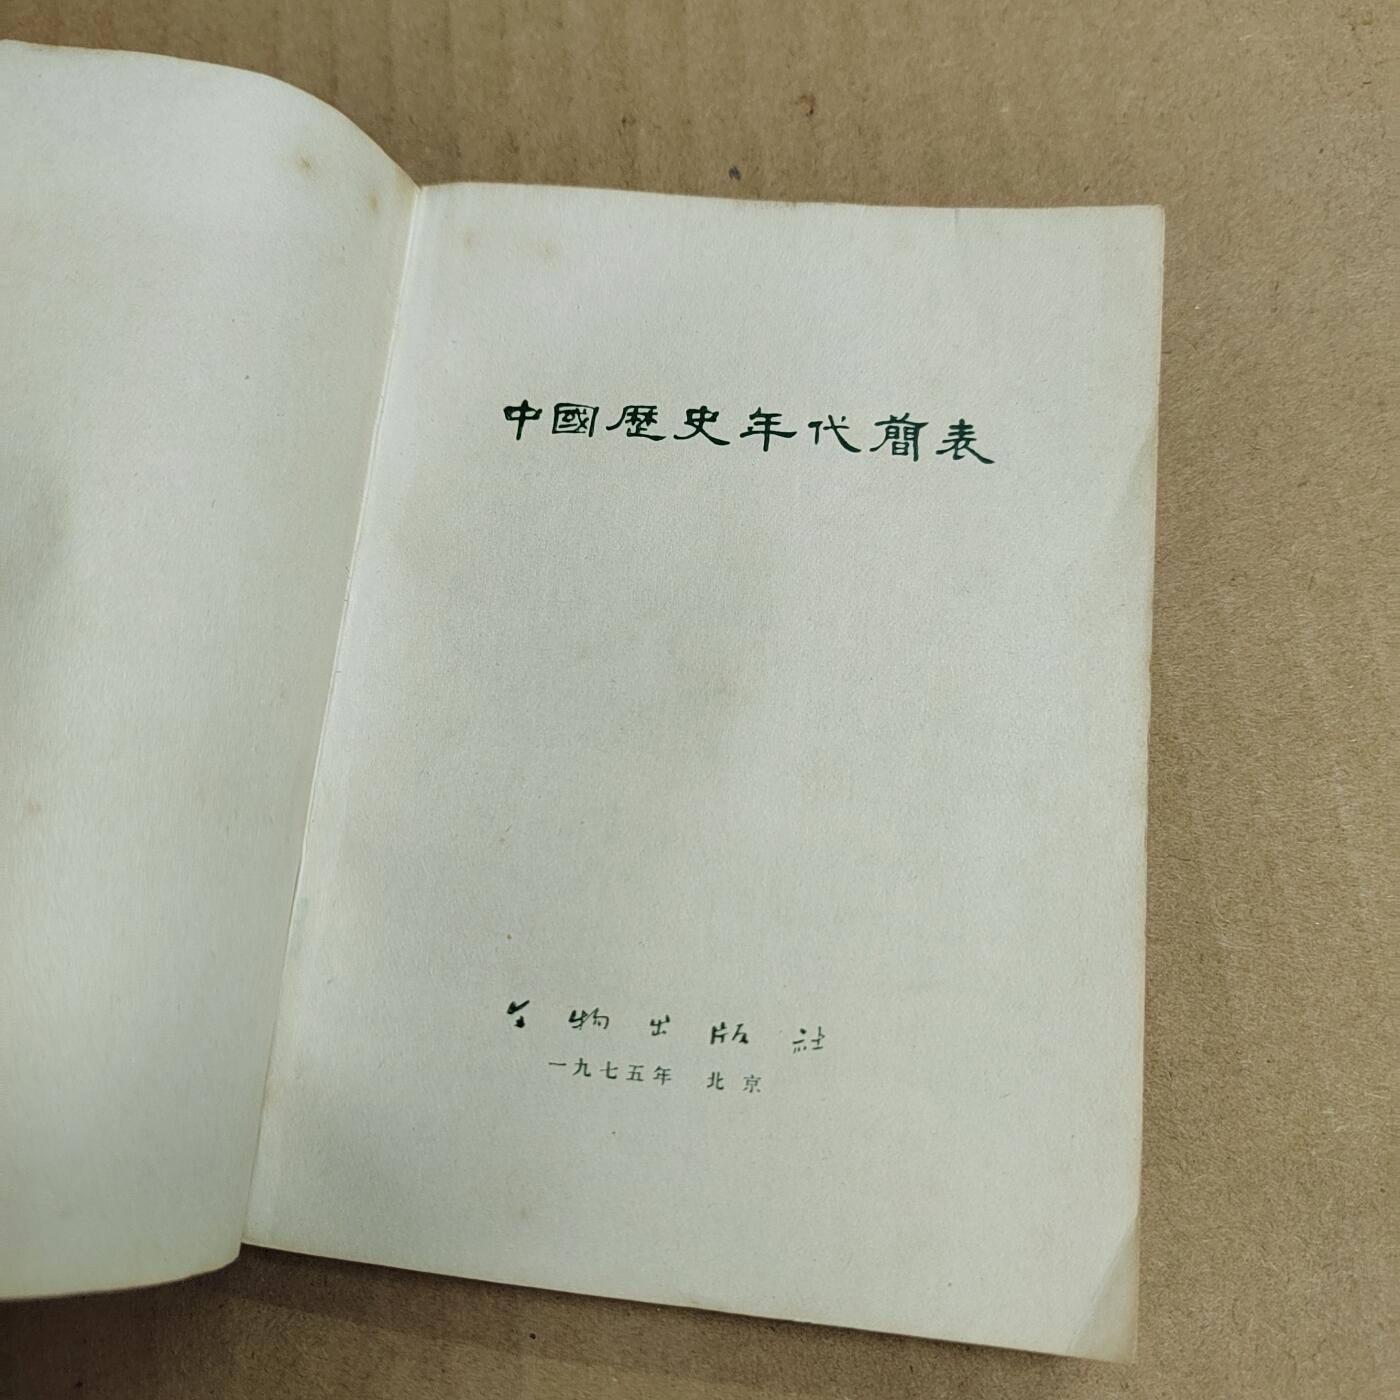 中國歷史年代簡表
文物出版社
一九七五年 北京